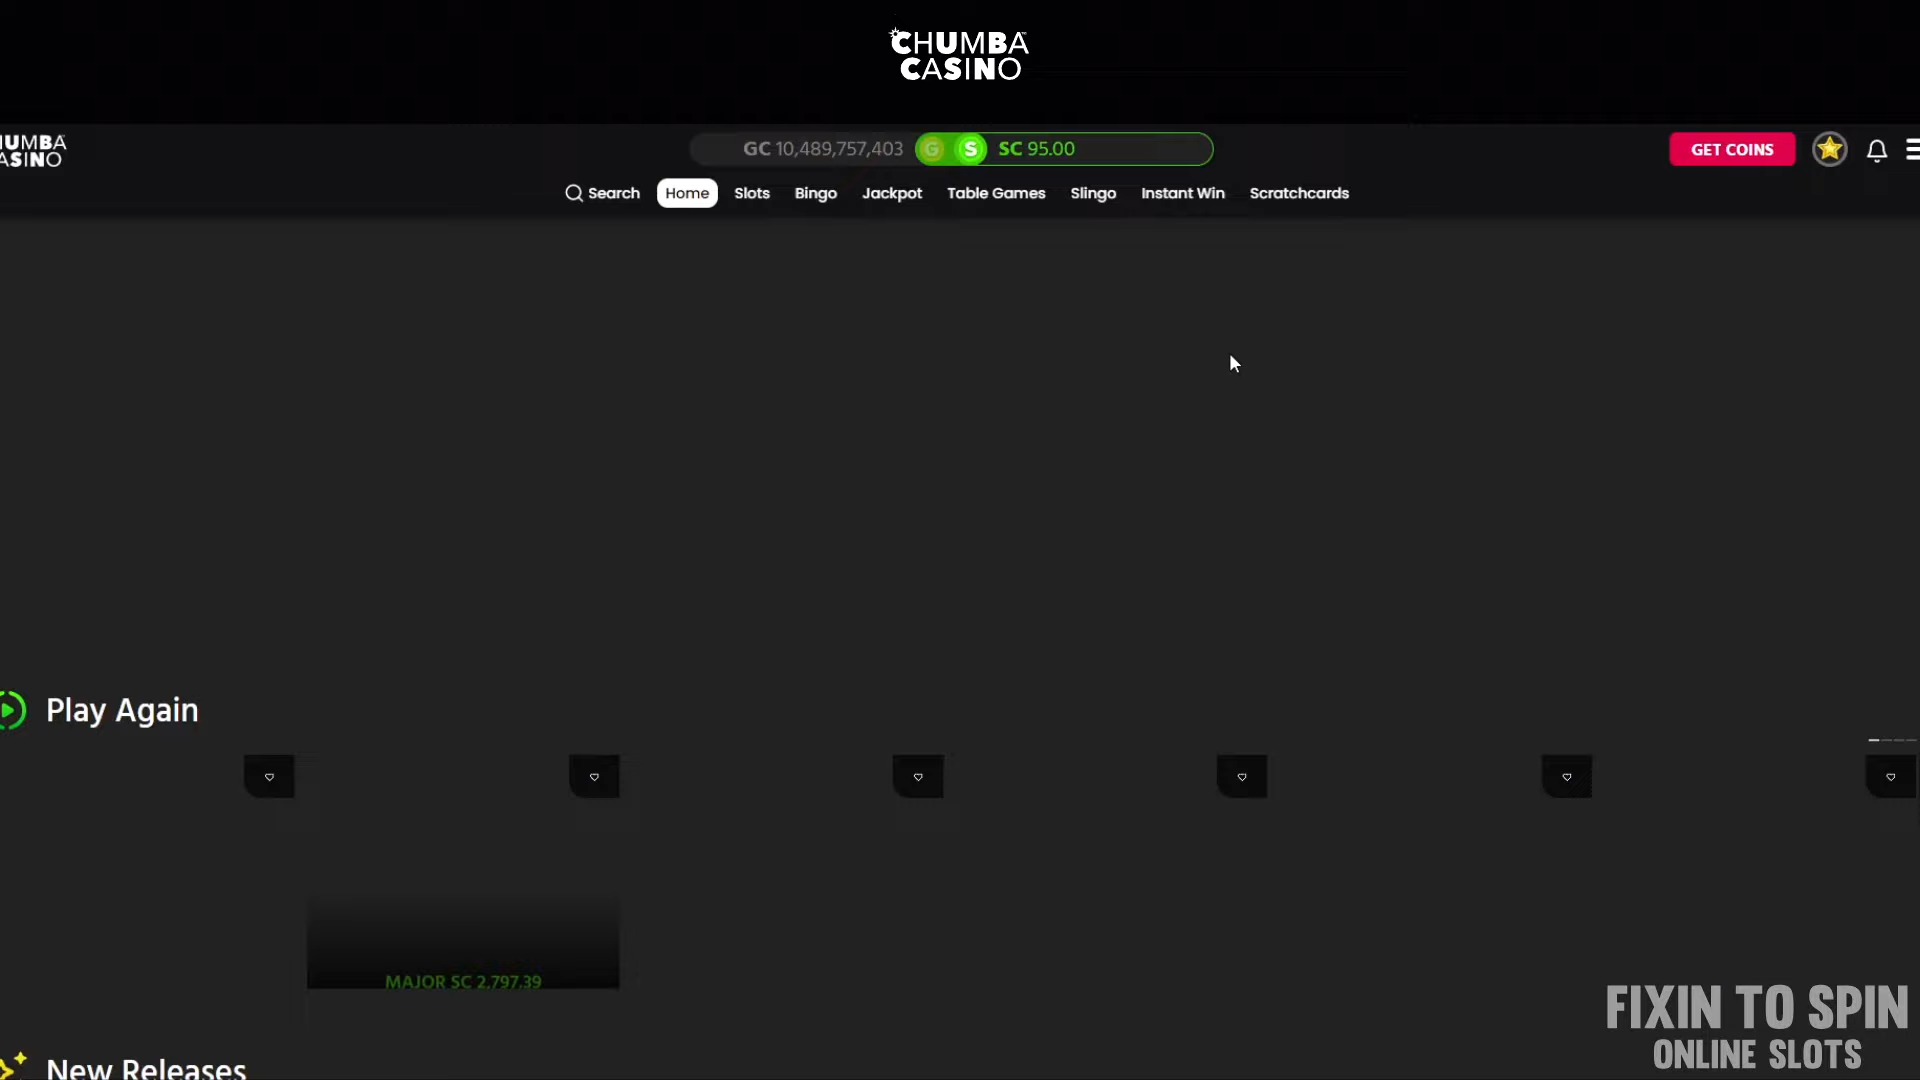 CHUMBA
CASINO
HUMBA
ASINO
GC 10,489,757,403 G S SC 95.00
GET COINS
Search Home Slots Bingo Jackpot Table Games Slingo Instant Win Scratchcards
Play Again
MAJOR SC 2,797.39
New Releases
FIXIN TO SPIN
ONLINE SLOTS